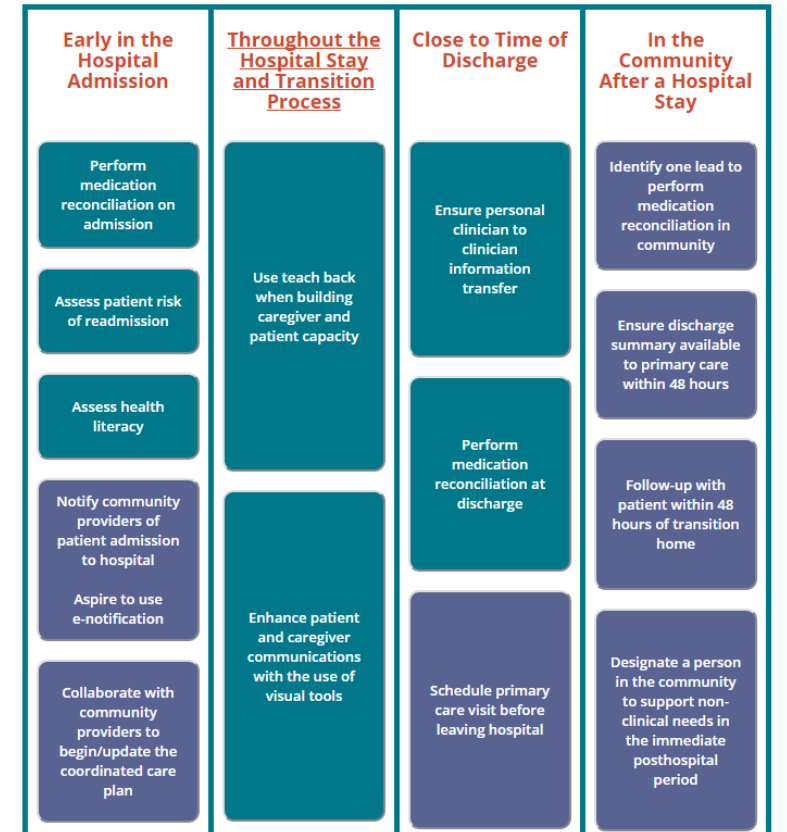 Early in the
Hospital
Admission
Perform
medication
reconciliation on
admission
Assess patient risk
of readmission
Assess health
literacy
Notify community
providers of
patient admission
to hospital
Aspire to use
e-notification
Collaborate with
community
providers to
begin/update the
coordinated care
plan
Throughout the
Hospital Stay
and Transition
Process
Use teach back
when building
caregiver and
patient capacity
Enhance patient
and caregiver
communications
with the use of
visual tools
Close to Time of
Discharge
Ensure personal
clinician to
clinician
information
transfer
Perform
medication
reconciliation at
discharge
Schedule primary
care visit before
leaving hospital
In the
Community
After a Hospital
Stay
Identify one lead to
perform
medication
reconciliation in
community
Ensure discharge
summary available
to primary care
within 48 hours
Follow-up with
patient within 48
hours of transition
home
Designate a person
in the community
to support non-
clinical needs in
the immediate
posthospital
period